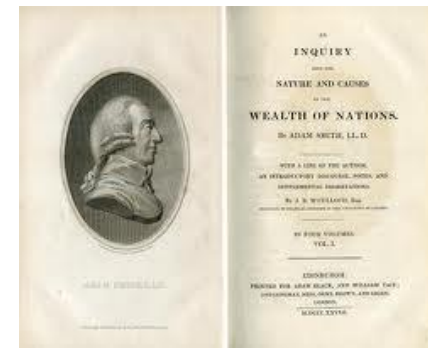 AN
INQUIRY
INTO THE
NATURE AND CAUSES
OF THE
WEALTH OF NATIONS.
BY ADAM SMITH, LL. D.
WITH A LIFE OF THE AUTHOR,
AN INTRODUCTORY DISCOURSE, NOTES, AND
SUPPLEMENTAL DISSERTATIONS.
BY J. R. M'CULLOCH, ESQ.
IN FOUR VOLUMES.
VOL. I.
EDINBURGH:
PRINTED FOR ADAM BLACK, AND WILLIAM TAIT;
LONDON.